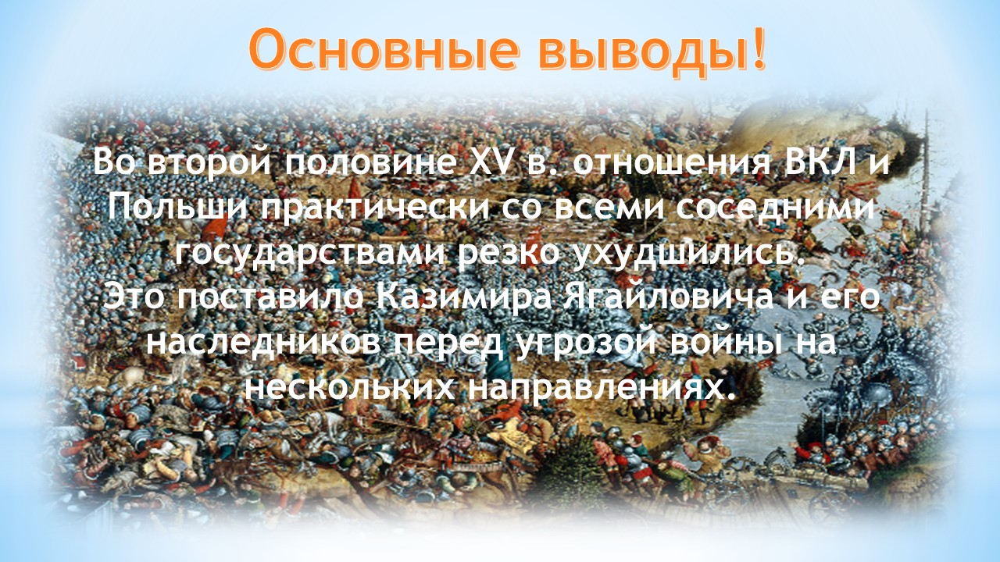 Основные выводы!
Во второй половине XV в. отношения ВКЛ и
Польши практически со всеми соседними
государствами резко ухудшились.
Это поставило Казимира Ягайловича и его
наследников перед угрозой войны на
нескольких направлениях.